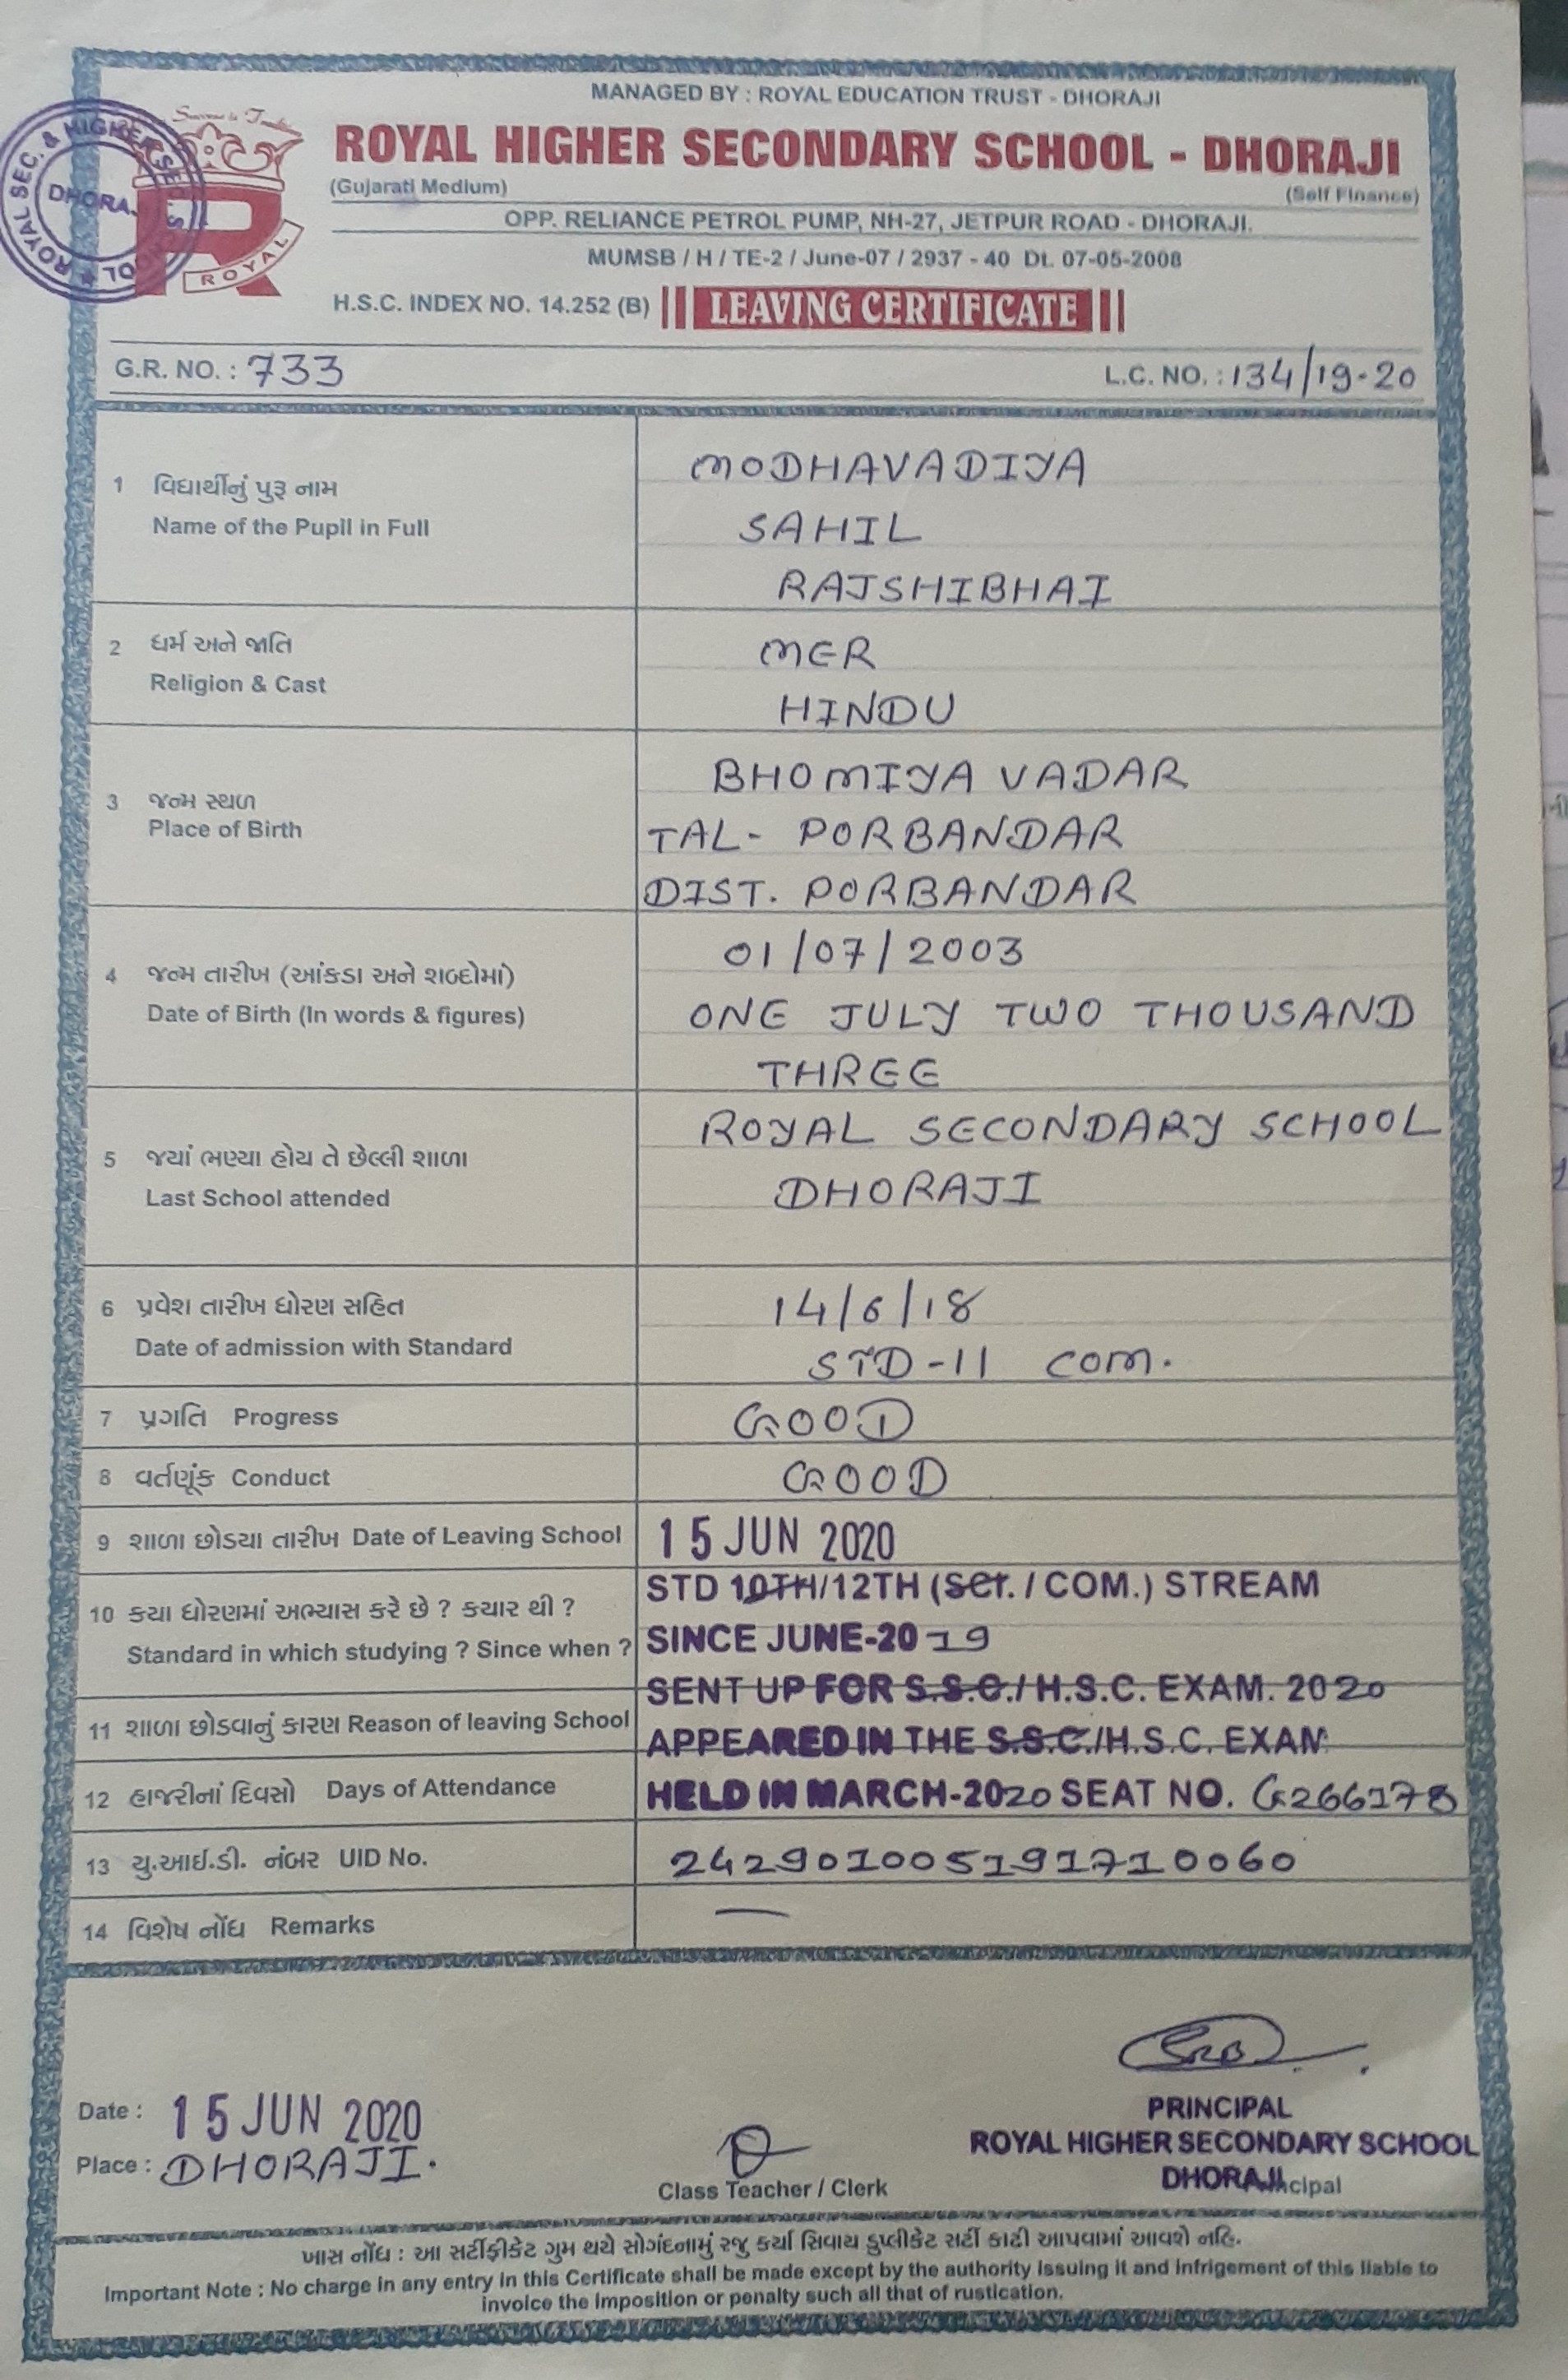 MANAGED BY : ROYAL EDUCATION TRUST - DHORAJI
ROYAL HIGHER SECONDARY SCHOOL - DHORAJI
(Gujarati Medium) (Self Finance)
OPP. RELIANCE PETROL PUMP, NH-27, JETPUR ROAD - DHORAJI.
MUMSB / H / TE-2 / June-07 / 2937 - 40 Dt. 07-05-2008
H.S.C. INDEX NO. 14.252 (B) LEAVING CERTIFICATE
ROYAL SEC. & HIGHER SEC. DHORA
ROYAL
G.R. NO. : 733 L.C. NO. : 134/19-20
1 વિદ્યાર્થીનું પુરૂ નામ
Name of the Pupil in Full
MODHAVADIYA
SAHIL
RAJSHIBHAI
2 ધર્મ અને જાતિ
Religion & Cast
MER
HINDU
3 જન્મ સ્થળ
Place of Birth
BHOMIYA VADAR
TAL- PORBANDAR
DIST. PORBANDAR
4 જન્મ તારીખ (આંકડા અને શબ્દોમાં)
Date of Birth (In words & figures)
01/07/2003
ONE JULY TWO THOUSAND
THREE
5 જયાં ભણ્યા હોય તે છેલ્લી શાળા
Last School attended
ROYAL SECONDARY SCHOOL
DHORAJI
6 પ્રવેશ તારીખ ધોરણ સહિત
Date of admission with Standard
14/6/18
STD-11 COM.
7 પ્રગતિ Progress GOOD
8 વર્તણૂંક Conduct GOOD
9 શાળા છોડયા તારીખ Date of Leaving School 15 JUN 2020
10 કયા ધોરણમાં અભ્યાસ કરે છે ? કયાર થી ?
Standard in which studying ? Since when ?
STD 10TH/12TH (SCI. / COM.) STREAM
SINCE JUNE-2019
SENT UP FOR S.S.C./ H.S.C. EXAM. 2020
11 શાળા છોડવાનું કારણ Reason of leaving School
APPEARED IN THE S.S.C./H.S.C. EXAM
12 હાજરીનાં દિવસો Days of Attendance
HELD IN MARCH-2020 SEAT NO. G266178
13 યુ.આઈ.ડી. નંબર UID No. 242901005191710060
14 વિશેષ નોંધ Remarks —
Date : 15 JUN 2020
Place : DHORAJI.
Class Teacher / Clerk
PRINCIPAL
ROYAL HIGHER SECONDARY SCHOOL
DHORAJI
Principal
ખાસ નોંધ : આ સર્ટીફીકેટ ગુમ થયે સોગંદનામું રજુ કર્યા સિવાય ડુપ્લીકેટ સર્ટી કાઢી આપવામાં આવશે નહિ.
Important Note : No charge in any entry in this Certificate shall be made except by the authority issuing it and infrigement of this liable to
invoice the imposition or penalty such all that of rustication.